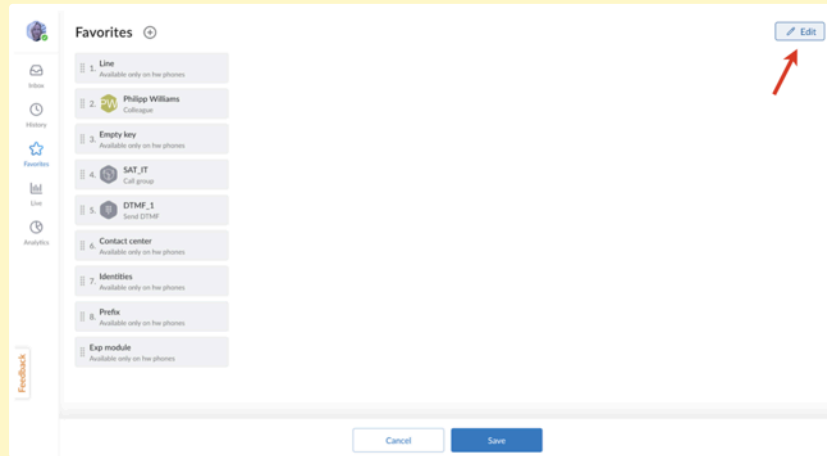 Favorites
Edit
Inbox
History
Favorites
Live
Analytics
Feedback
1. Line
Available only on hw phones
2. PW Philipp Williams
Colleague
3. Empty key
Available only on hw phones
4. SAT_IT
Call group
5. DTMF_1
Send DTMF
6. Contact center
Available only on hw phones
7. Identities
Available only on hw phones
8. Prefix
Available only on hw phones
Exp module
Available only on hw phones
Cancel
Save